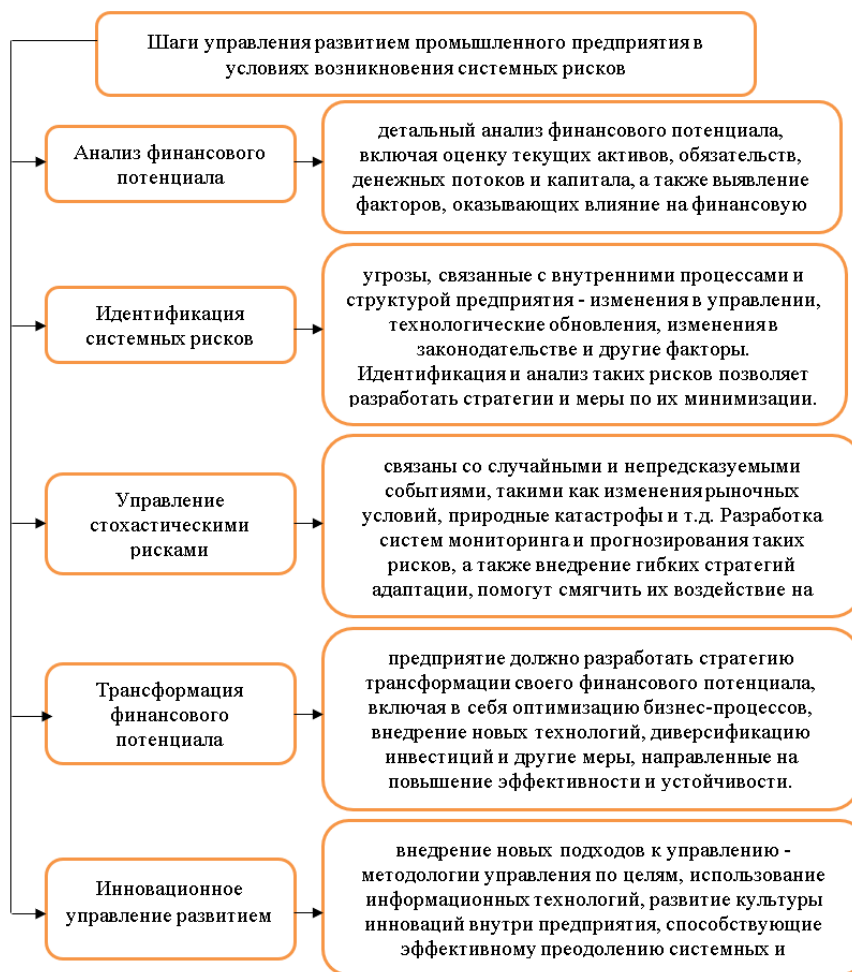 Шаги управления развитием промышленного предприятия в
условиях возникновения системных рисков
Анализ финансового
потенциала
детальный анализ финансового потенциала,
включая оценку текущих активов, обязательств,
денежных потоков и капитала, а также выявление
факторов, оказывающих влияние на финансовую
Идентификация
системных рисков
угрозы, связанные с внутренними процессами и
структурой предприятия - изменения в управлении,
технологические обновления, изменения в
законодательстве и другие факторы.
Идентификация и анализ таких рисков позволяет
разработать стратегии и меры по их минимизации.
Управление
стохастическими
рисками
связаны со случайными и непредсказуемыми
событиями, такими как изменения рыночных
условий, природные катастрофы и т.д. Разработка
систем мониторинга и прогнозирования таких
рисков, а также внедрение гибких стратегий
адаптации, помогут смягчить их воздействие на
Трансформация
финансового
потенциала
предприятие должно разработать стратегию
трансформации своего финансового потенциала,
включая в себя оптимизацию бизнес-процессов,
внедрение новых технологий, диверсификацию
инвестиций и другие меры, направленные на
повышение эффективности и устойчивости.
Инновационное
управление развитием
внедрение новых подходов к управлению -
методологии управления по целям, использование
информационных технологий, развитие культуры
инноваций внутри предприятия, способствующие
эффективному преодолению системных и